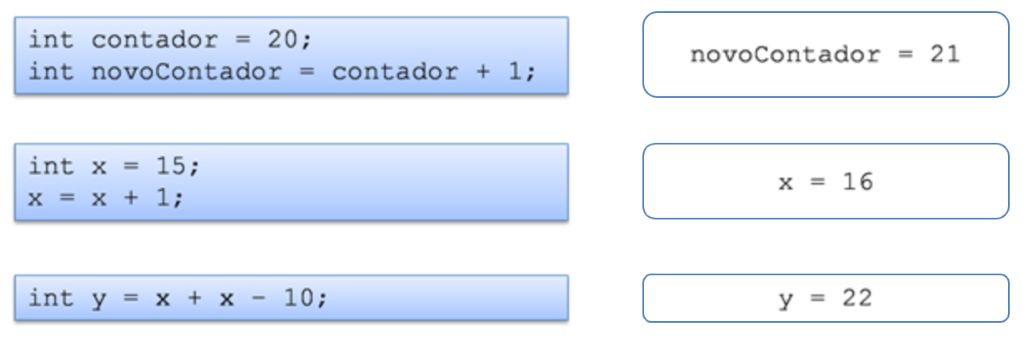 int contador = 20;
int novoContador = contador + 1;
novoContador = 21
int x = 15;
x = x + 1;
x = 16
int y = x + x - 10;
y = 22